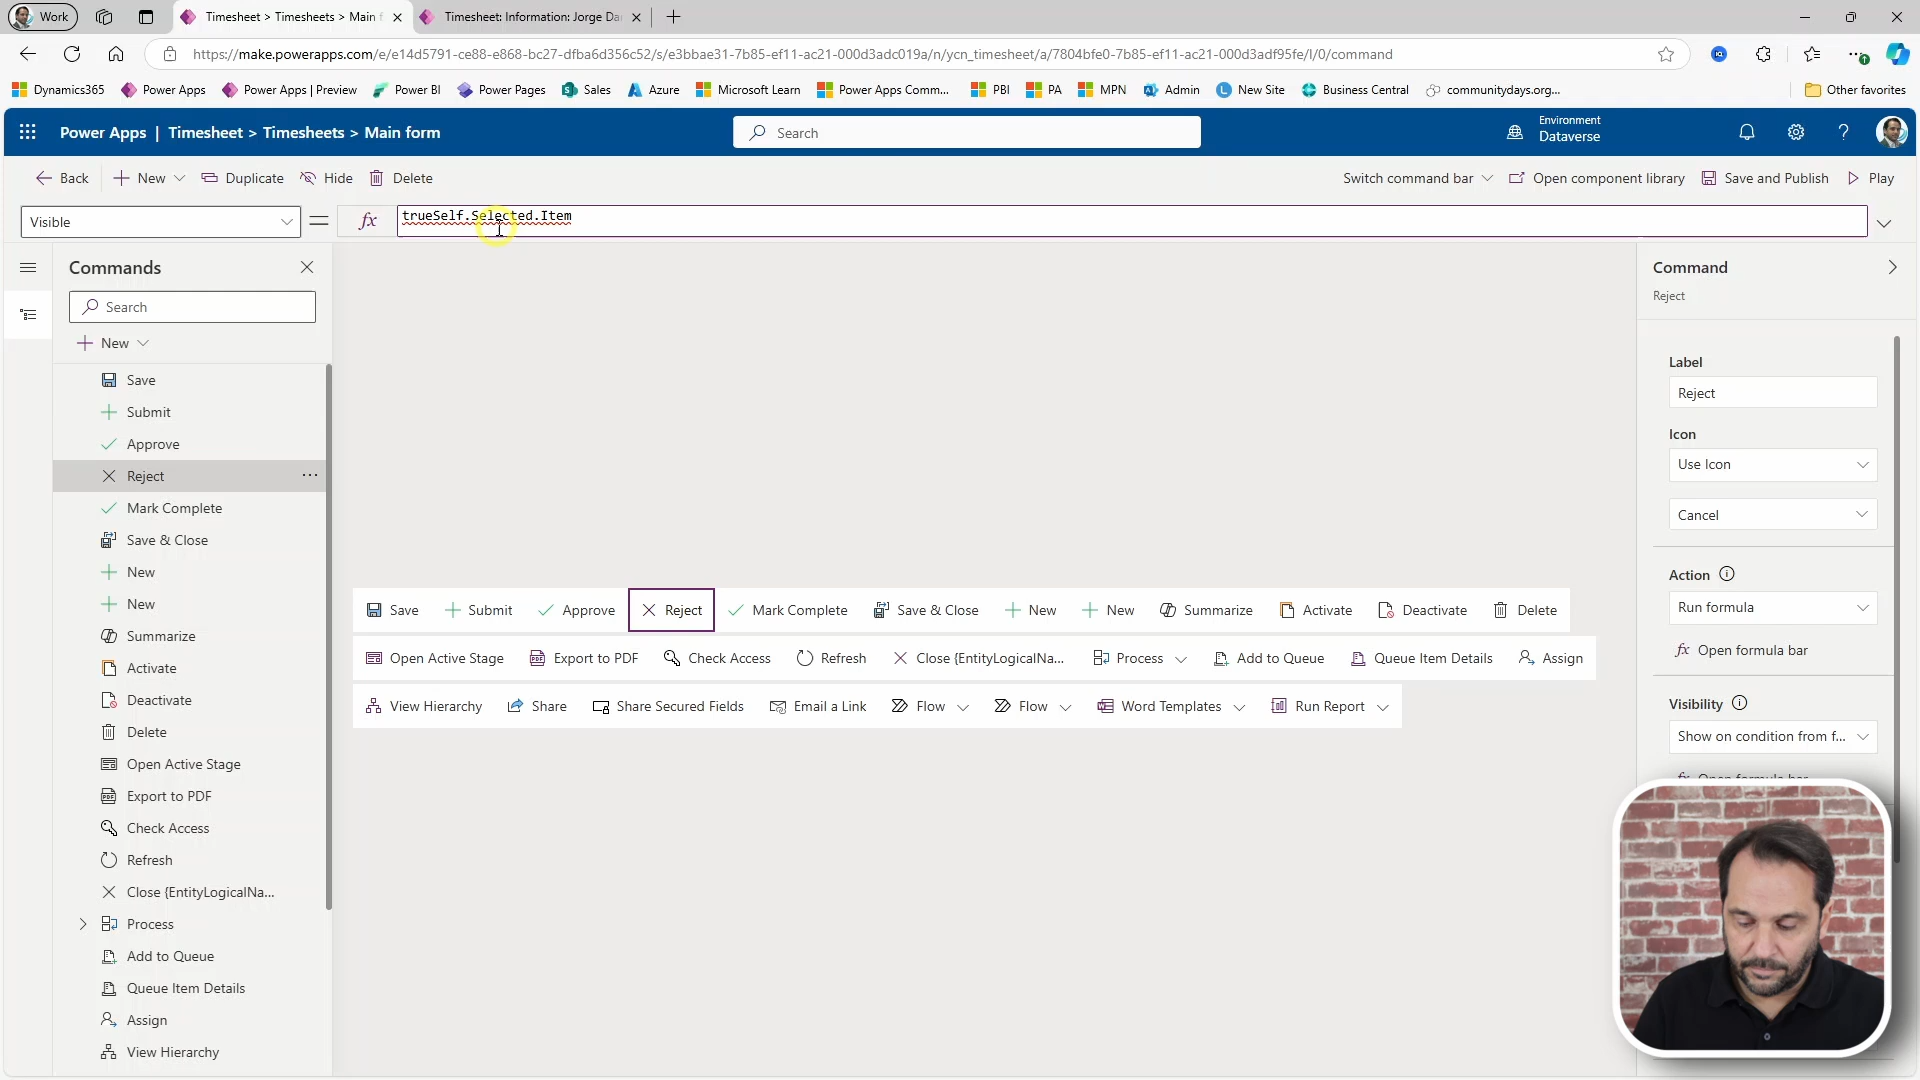 Work
Timesheet > Timesheets > Main f
Timesheet: Information: Jorge Da
https://make.powerapps.com/e/e14d5791-ce88-e868-bc27-dfba6d356c52/s/e3bbae31-7b85-ef11-ac21-000d3adc019a/n/ycn_timesheet/a/7804bfe0-7b85-ef11-ac21-000d3adf95fe/l/0/command
Dynamics365 Power Apps Power Apps | Preview Power BI Power Pages Sales Azure Microsoft Learn Power Apps Comm... PBI PA MPN Admin New Site Business Central communitydays.org... Other favorites
Power Apps | Timesheet > Timesheets > Main form
Search
Environment
Dataverse
Back New Duplicate Hide Delete
Switch command bar Open component library Save and Publish Play
Visible
= fx trueSelf.Selected.Item
Commands
Search
New
Save
Submit
Approve
Reject ...
Mark Complete
Save & Close
New
New
Summarize
Activate
Deactivate
Delete
Open Active Stage
Export to PDF
Check Access
Refresh
Close {EntityLogicalNa...
Process
Add to Queue
Queue Item Details
Assign
View Hierarchy
Save Submit Approve Reject Mark Complete Save & Close New New Summarize Activate Deactivate Delete
Open Active Stage Export to PDF Check Access Refresh Close {EntityLogicalNa... Process Add to Queue Queue Item Details Assign
View Hierarchy Share Share Secured Fields Email a Link Flow Flow Word Templates Run Report
Command
Reject
Label
Reject
Icon
Use Icon
Cancel
Action
Run formula
fx Open formula bar
Visibility
Show on condition from f...
fx Open formula bar